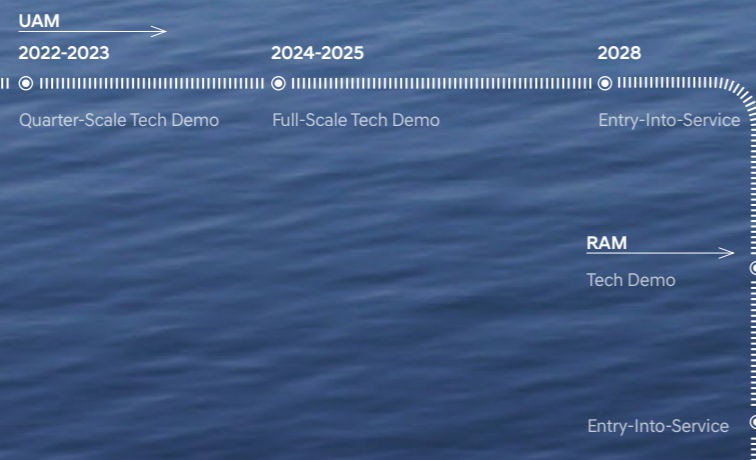 UAM
2022-2023
2024-2025
2028
Quarter-Scale Tech Demo
Full-Scale Tech Demo
Entry-Into-Service
RAM
Tech Demo
Entry-Into-Service